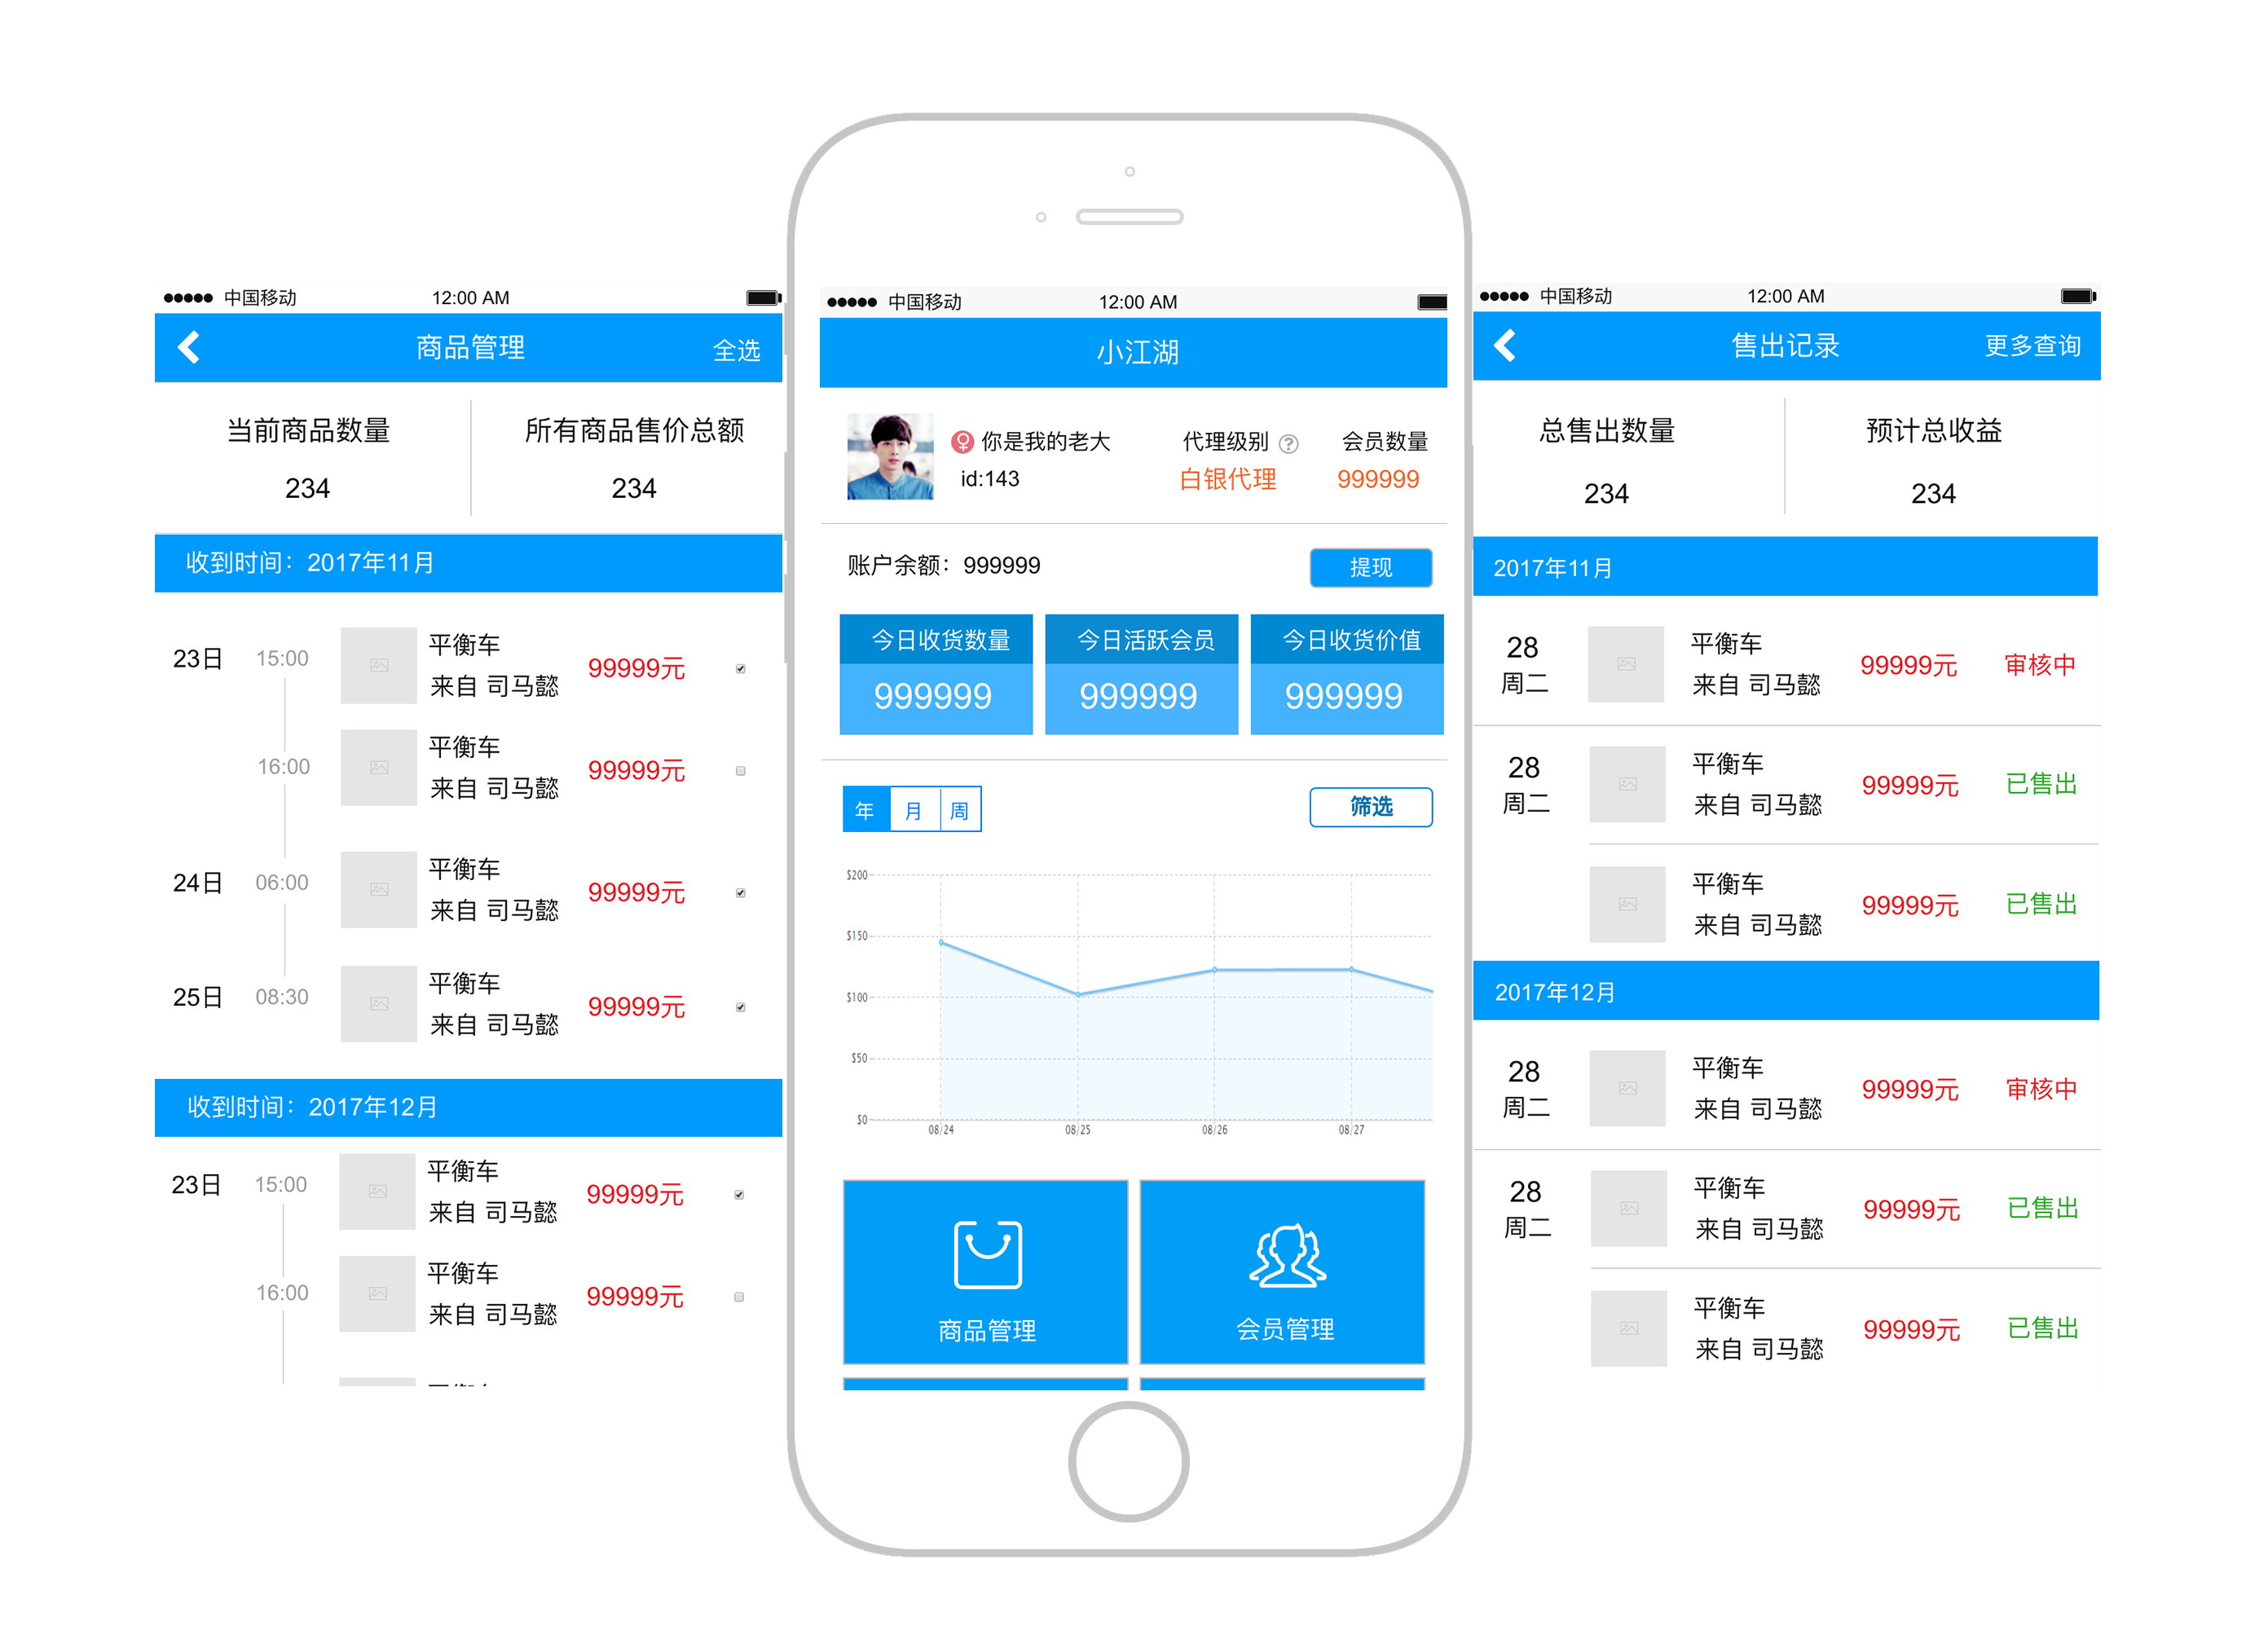 中国移动 12:00 AM
商品管理 全选
当前商品数量 所有商品售价总额
234 234
收到时间：2017年11月
23日 15:00 平衡车
来自 司马懿 99999元
16:00 平衡车
来自 司马懿 99999元
24日 06:00 平衡车
来自 司马懿 99999元
25日 08:30 平衡车
来自 司马懿 99999元
收到时间：2017年12月
23日 15:00 平衡车
来自 司马懿 99999元
16:00 平衡车
来自 司马懿 99999元
中国移动 12:00 AM
小江湖
你是我的老大 代理级别 ? 会员数量
id:143 白银代理 999999
账户余额：999999 提现
今日收货数量 今日活跃会员 今日收货价值
999999 999999 999999
年 月 周 筛选
$200
$150
$100
$50
$0
08/24 08/25 08/26 08/27
商品管理 会员管理
中国移动 12:00 AM
售出记录 更多查询
总售出数量 预计总收益
234 234
2017年11月
28 平衡车
周二 来自 司马懿 99999元 审核中
28 平衡车
周二 来自 司马懿 99999元 已售出
平衡车
来自 司马懿 99999元 已售出
2017年12月
28 平衡车
周二 来自 司马懿 99999元 审核中
28 平衡车
周二 来自 司马懿 99999元 已售出
平衡车
来自 司马懿 99999元 已售出